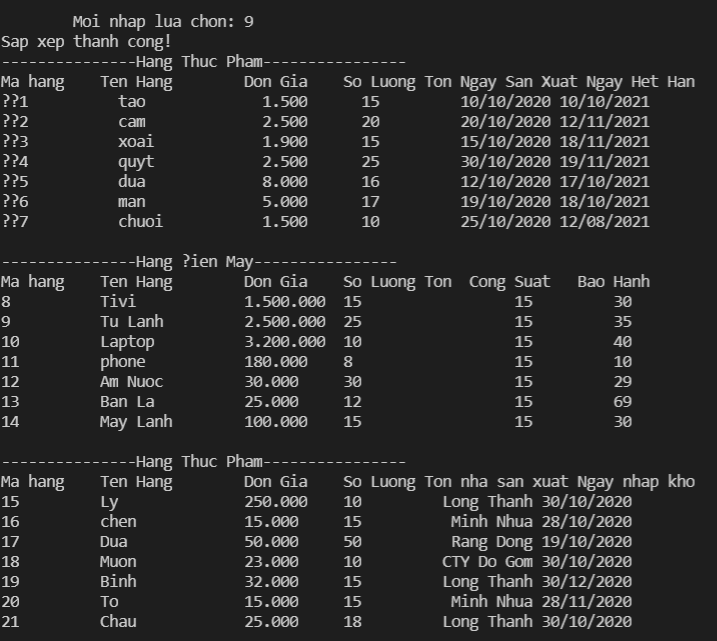 Moi nhap lua chon: 9
Sap xep thanh cong!
---------------Hang Thuc Pham----------------
Ma hang    Ten Hang        Don Gia    So Luong Ton Ngay San Xuat Ngay Het Han
??1          tao             1.500      15         10/10/2020 10/10/2021
??2          cam             2.500      20         20/10/2020 12/11/2021
??3          xoai            1.900      15         15/10/2020 18/11/2021
??4          quyt            2.500      25         30/10/2020 19/11/2021
??5          dua             8.000      16         12/10/2020 17/10/2021
??6          man             5.000      17         19/10/2020 18/10/2021
??7          chuoi           1.500      10         25/10/2020 12/08/2021
---------------Hang ?ien May----------------
Ma hang    Ten Hang        Don Gia    So Luong Ton  Cong Suat   Bao Hanh
8          Tivi            1.500.000  15                 15         30
9          Tu Lanh         2.500.000  25                 15         35
10         Laptop          3.200.000  10                 15         40
11         phone           180.000    8                  15         10
12         Am Nuoc         30.000     30                 15         29
13         Ban La          25.000     12                 15         69
14         May Lanh        100.000    15                 15         30
---------------Hang Thuc Pham----------------
Ma hang    Ten Hang        Don Gia    So Luong Ton nha san xuat Ngay nhap kho
15         Ly              250.000    10         Long Thanh 30/10/2020
16         chen            15.000     15          Minh Nhua 28/10/2020
17         Dua             50.000     50          Rang Dong 19/10/2020
18         Muon            23.000     10         CTY Do Gom 30/10/2020
19         Binh            32.000     15         Long Thanh 30/12/2020
20         To              15.000     15          Minh Nhua 28/11/2020
21         Chau            25.000     18         Long Thanh 30/10/2020